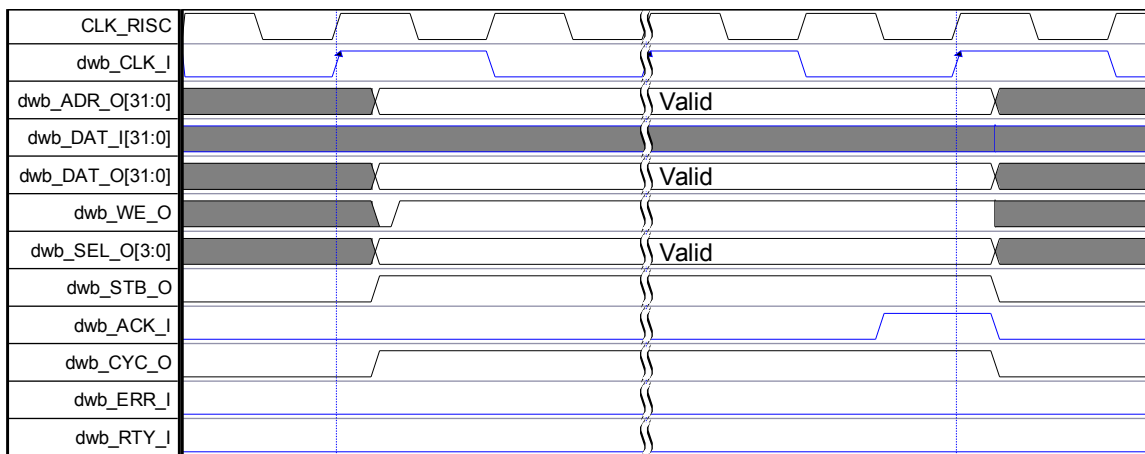 CLK_RISC
dwb_CLK_I
dwb_ADR_O[31:0]
Valid
dwb_DAT_I[31:0]
dwb_DAT_O[31:0]
Valid
dwb_WE_O
dwb_SEL_O[3:0]
Valid
dwb_STB_O
dwb_ACK_I
dwb_CYC_O
dwb_ERR_I
dwb_RTY_I